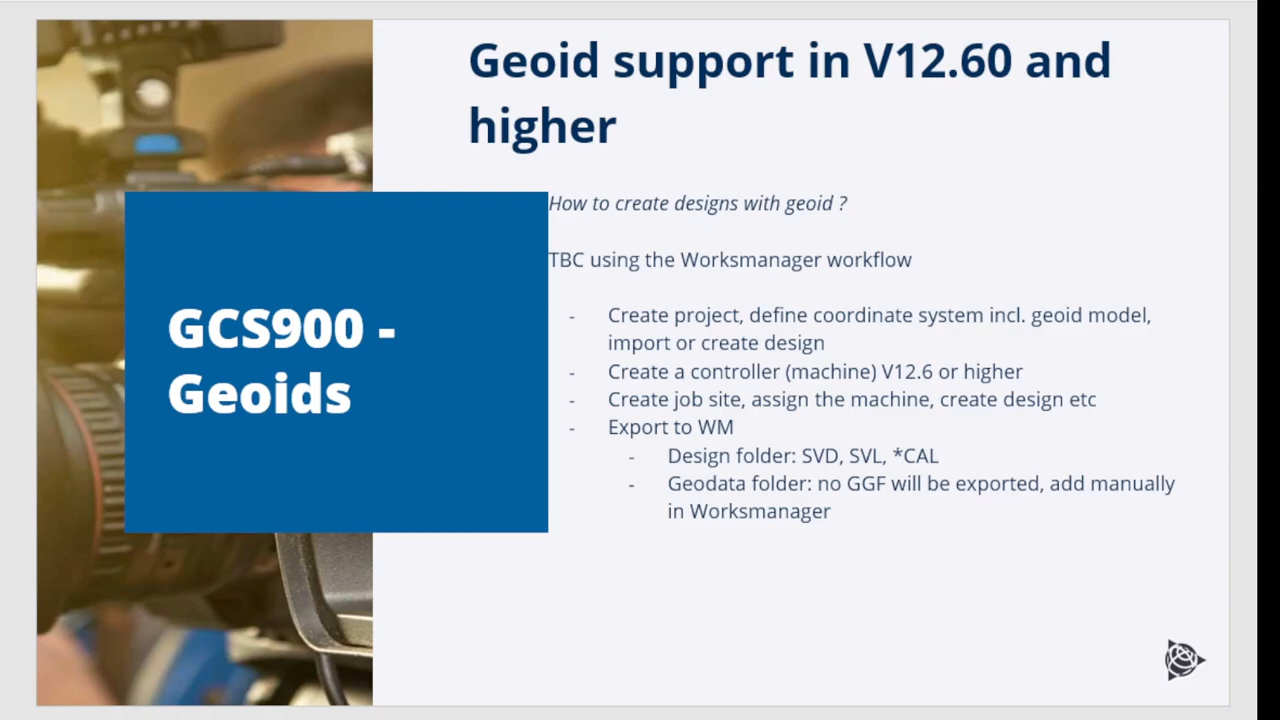 Geoid support in V12.60 and
higher
How to create designs with geoid ?
TBC using the Worksmanager workflow
GCS900 -
Geoids
- Create project, define coordinate system incl. geoid model,
import or create design
- Create a controller (machine) V12.6 or higher
- Create job site, assign the machine, create design etc
- Export to WM
- Design folder: SVD, SVL, *CAL
- Geodata folder: no GGF will be exported, add manually
in Worksmanager